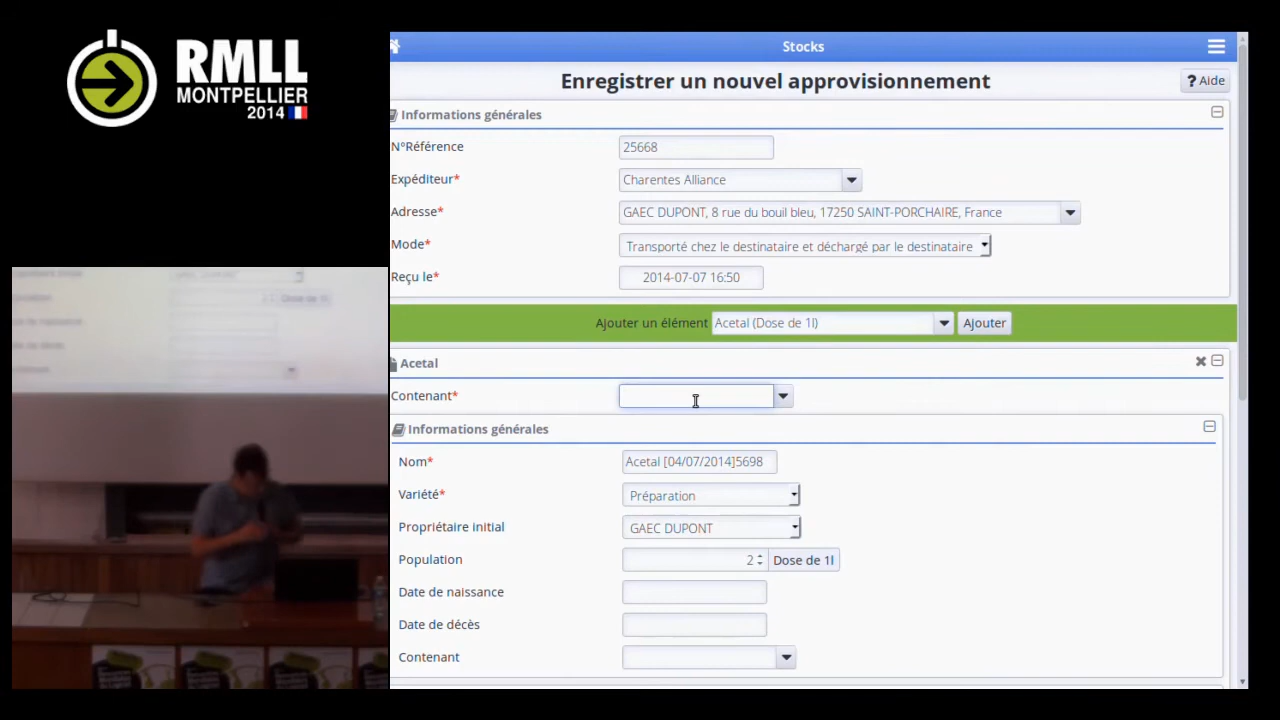 RMLL
MONTPELLIER
2014
Stocks
Enregistrer un nouvel approvisionnement
? Aide
Informations générales
N°Référence 25668
Expéditeur* Charentes Alliance
Adresse* GAEC DUPONT, 8 rue du bouil bleu, 17250 SAINT-PORCHAIRE, France
Mode* Transporté chez le destinataire et déchargé par le destinataire
Reçu le* 2014-07-07 16:50
Ajouter un élément Acetal (Dose de 1l) Ajouter
Acetal
Contenant*
Informations générales
Nom* Acetal [04/07/2014]5698
Variété* Préparation
Propriétaire initial GAEC DUPONT
Population 2 Dose de 1l
Date de naissance
Date de décès
Contenant